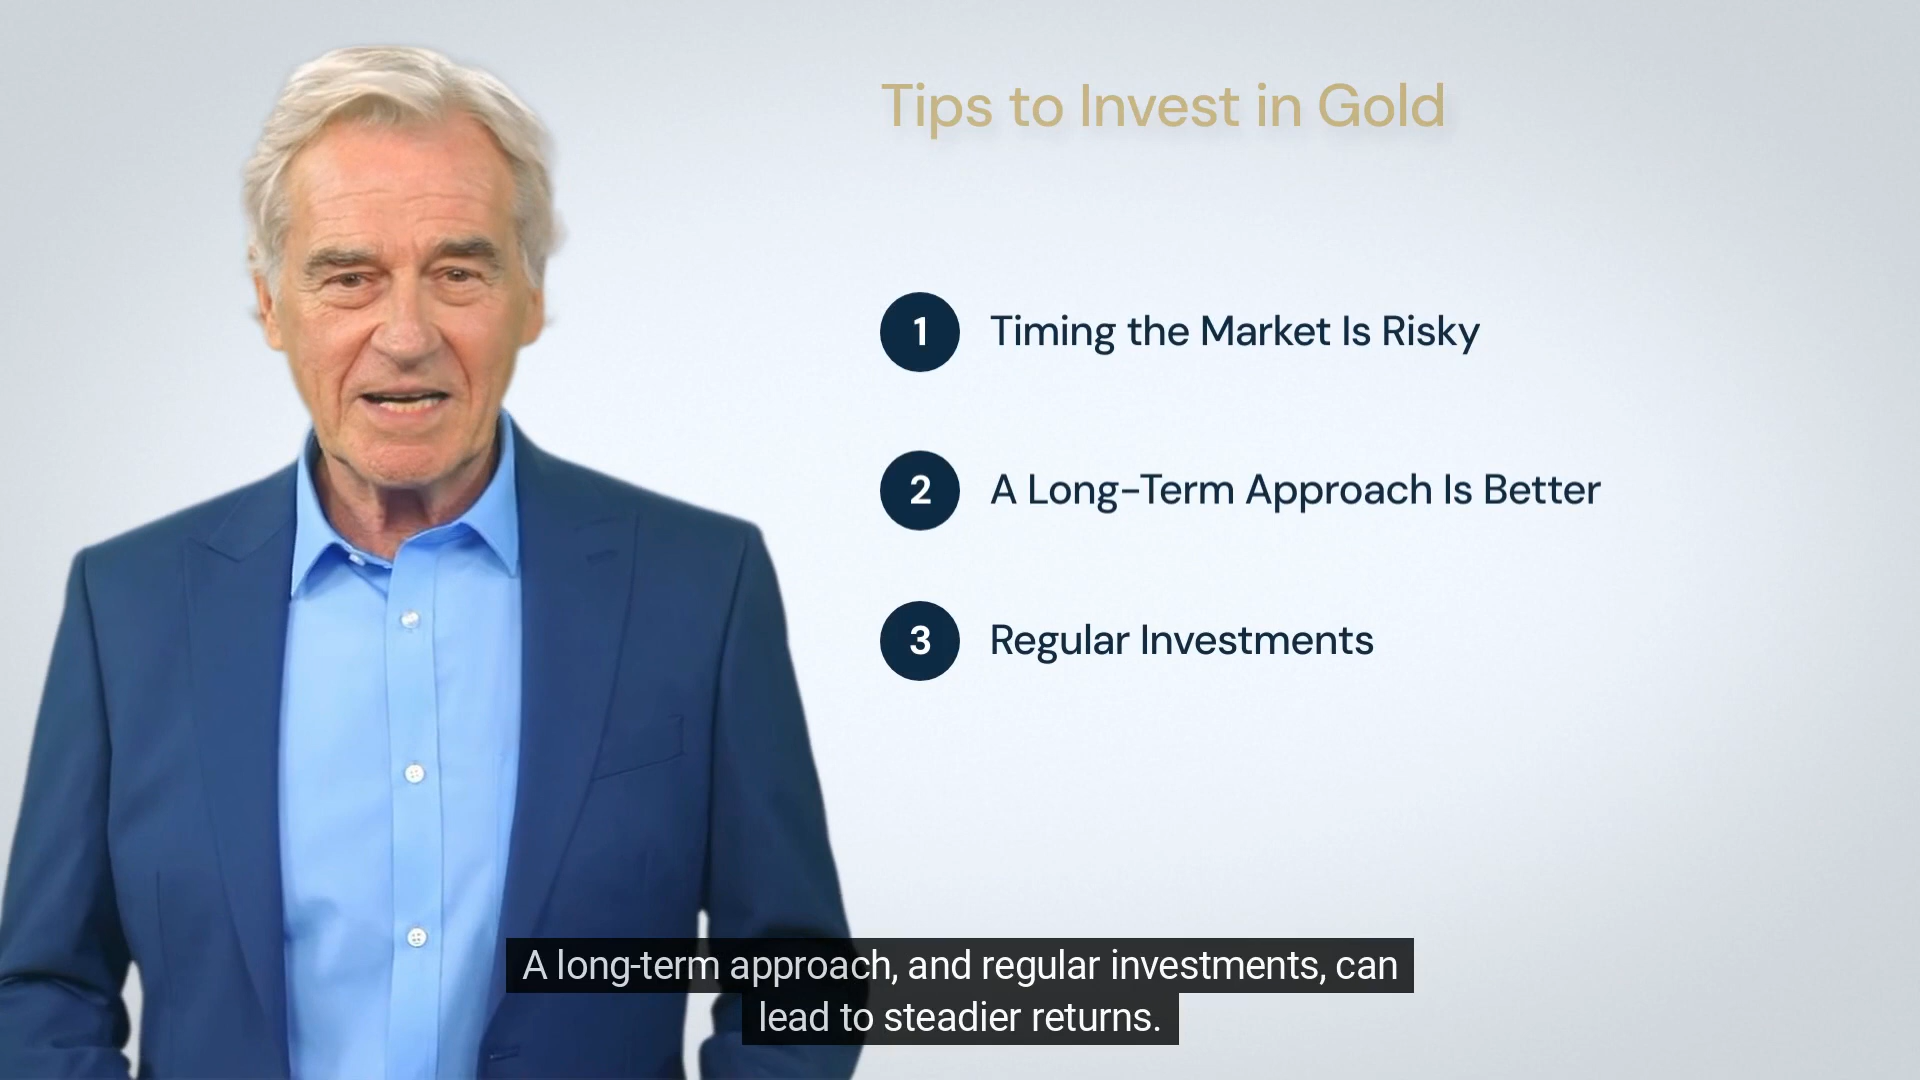 Tips to Invest in Gold
1 Timing the Market Is Risky
2 A Long-Term Approach Is Better
3 Regular Investments
A long-term approach, and regular investments, can
lead to steadier returns.